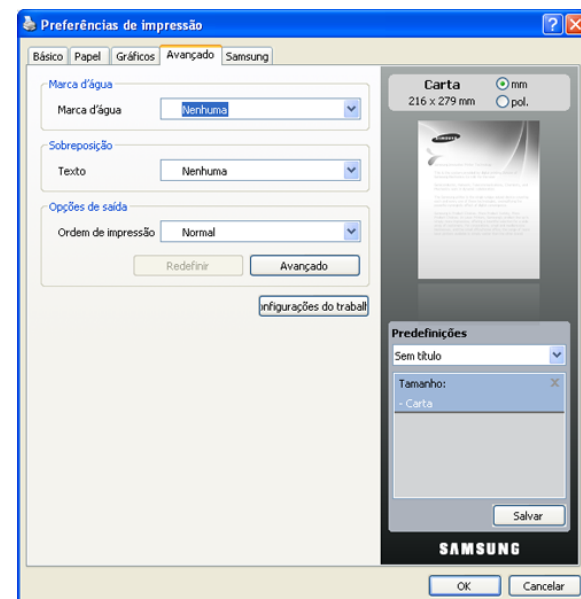 Preferências de impressão
Básico Papel Gráficos Avançado Samsung
Marca d'água
Marca d'água Nenhuma
Sobreposição
Texto Nenhuma
Opções de saída
Ordem de impressão Normal
Redefinir Avançado
nfigurações do trabalh
Carta
216 x 279 mm
mm
pol.
Predefinições
Sem título
Tamanho:
- Carta
Salvar
SAMSUNG
OK Cancelar